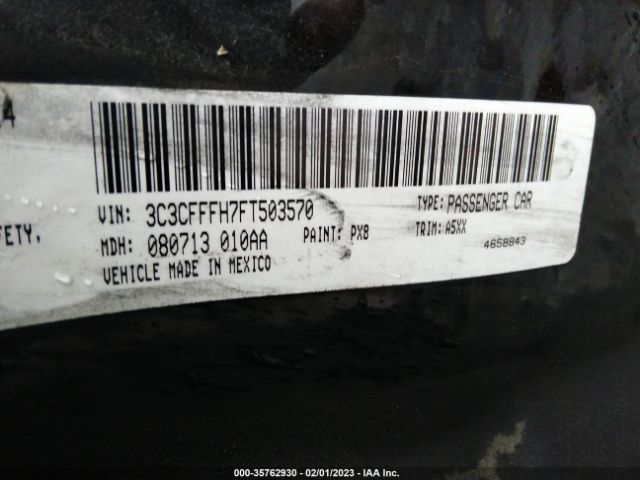 4
VIN: 3C3CFFFH7FT503570 TYPE: PASSENGER CAR
FETY. MDH: 080713 010AA PAINT: PX8 TRIM: A5XX
VEHICLE MADE IN MEXICO 4658843
000-35762930 - 02/01/2023 - IAA Inc.